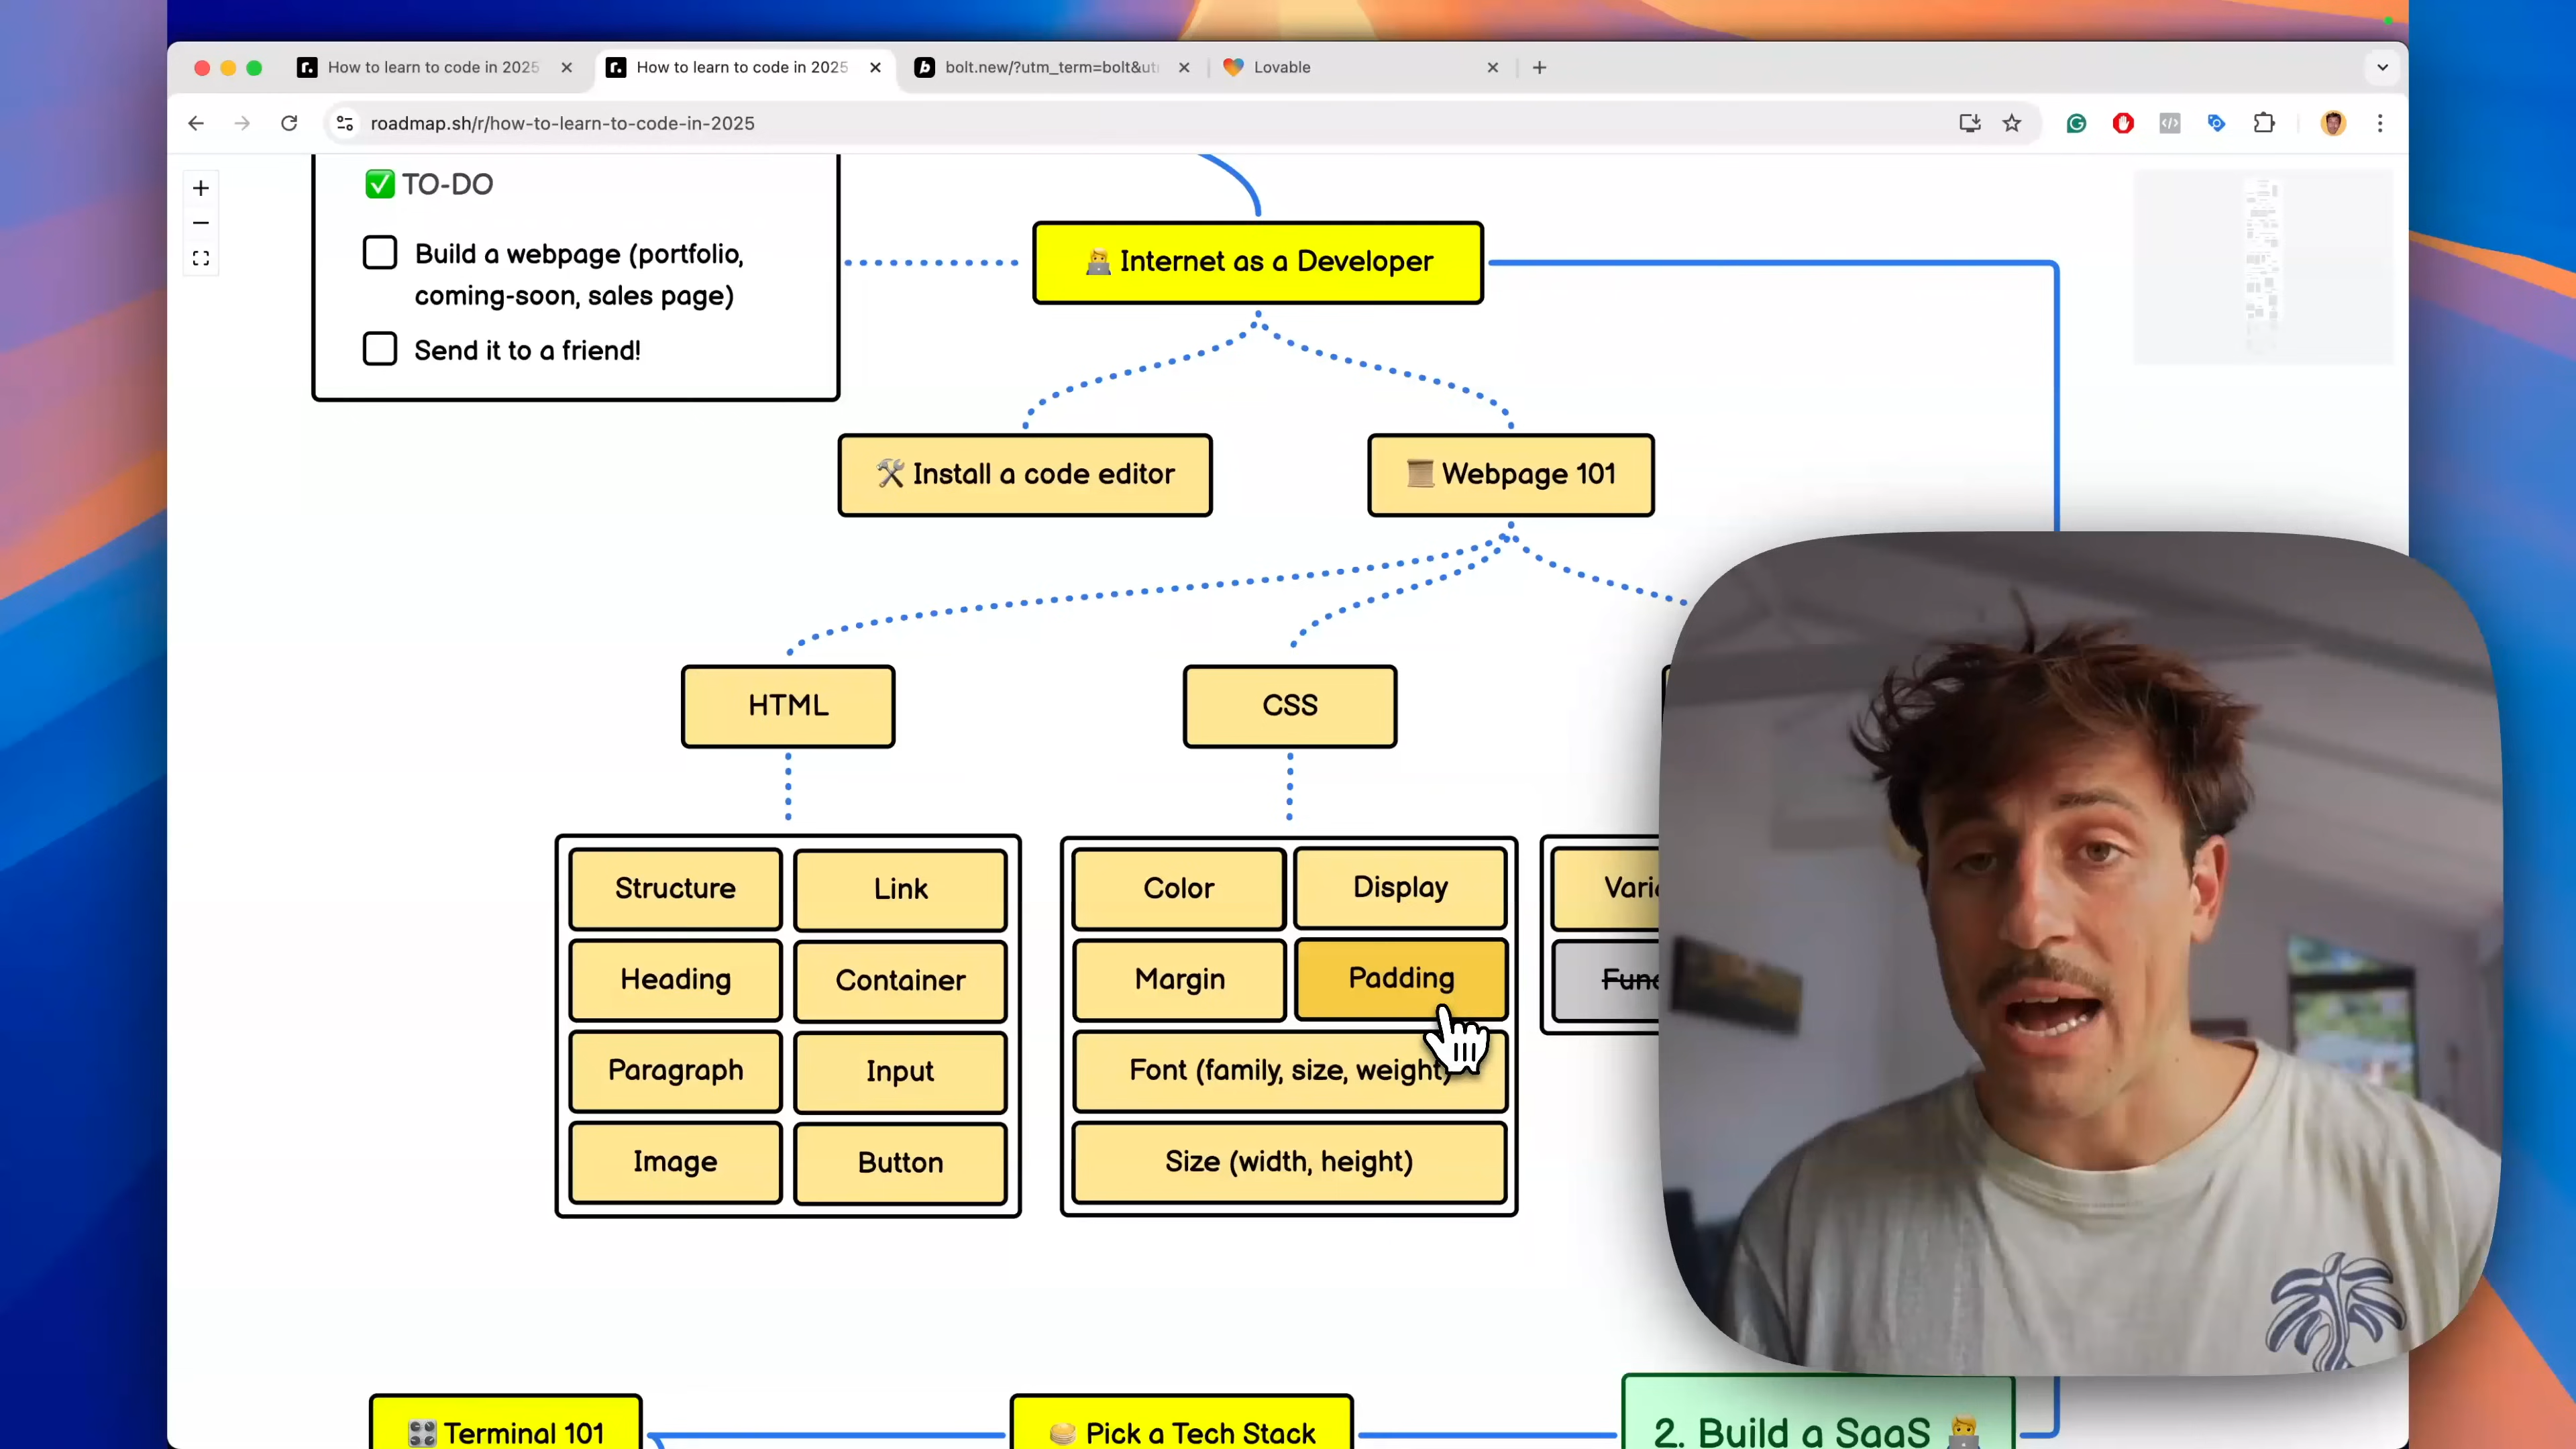 How to learn to code in 2025
How to learn to code in 2025
bolt.new/?utm_term=bolt&ut
Lovable
roadmap.sh/r/how-to-learn-to-code-in-2025
TO-DO
Build a webpage (portfolio,
coming-soon, sales page)
Send it to a friend!
Internet as a Developer
Install a code editor
Webpage 101
HTML
CSS
Structure
Link
Heading
Container
Paragraph
Input
Image
Button
Color
Display
Margin
Padding
Font (family, size, weight)
Size (width, height)
Terminal 101
Pick a Tech Stack
2. Build a SaaS